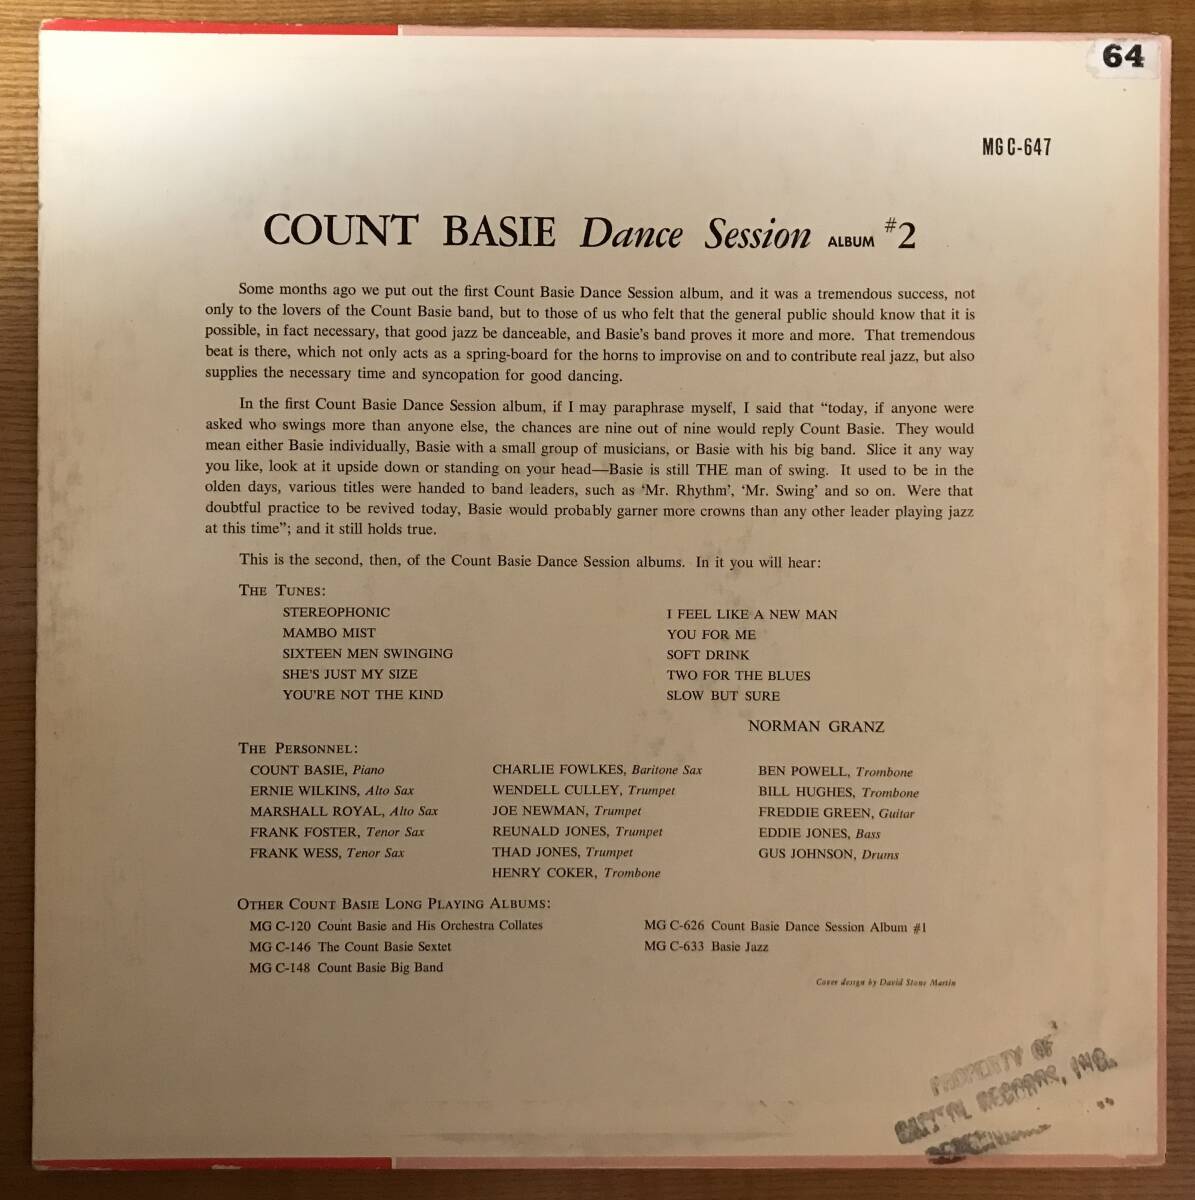 64
MG C-647
COUNT BASIE Dance Session ALBUM #2
Some months ago we put out the first Count Basie Dance Session album, and it was a tremendous success, not
only to the lovers of the Count Basie band, but to those of us who felt that the general public should know that it is
possible, in fact necessary, that good jazz be danceable, and Basie's band proves it more and more. That tremendous
beat is there, which not only acts as a spring-board for the horns to improvise on and to contribute real jazz, but also
supplies the necessary time and syncopation for good dancing.
In the first Count Basie Dance Session album, if I may paraphrase myself, I said that “today, if anyone were
asked who swings more than anyone else, the chances are nine out of nine would reply Count Basie. They would
mean either Basie individually, Basie with a small group of musicians, or Basie with his big band. Slice it any way
you like, look at it upside down or standing on your head—Basie is still THE man of swing. It used to be in the
olden days, various titles were handed to band leaders, such as ‘Mr. Rhythm’, ‘Mr. Swing’ and so on. Were that
doubtful practice to be revived today, Basie would probably garner more crowns than any other leader playing jazz
at this time”; and it still holds true.
This is the second, then, of the Count Basie Dance Session albums. In it you will hear:
THE TUNES:
STEREOPHONIC
MAMBO MIST
SIXTEEN MEN SWINGING
SHE'S JUST MY SIZE
YOU'RE NOT THE KIND
I FEEL LIKE A NEW MAN
YOU FOR ME
SOFT DRINK
TWO FOR THE BLUES
SLOW BUT SURE
NORMAN GRANZ
THE PERSONNEL:
COUNT BASIE, Piano
ERNIE WILKINS, Alto Sax
MARSHALL ROYAL, Alto Sax
FRANK FOSTER, Tenor Sax
FRANK WESS, Tenor Sax
CHARLIE FOWLKES, Baritone Sax
WENDELL CULLEY, Trumpet
JOE NEWMAN, Trumpet
REUNALD JONES, Trumpet
THAD JONES, Trumpet
HENRY COKER, Trombone
BEN POWELL, Trombone
BILL HUGHES, Trombone
FREDDIE GREEN, Guitar
EDDIE JONES, Bass
GUS JOHNSON, Drums
OTHER COUNT BASIE LONG PLAYING ALBUMS:
MG C-120 Count Basie and His Orchestra Collates
MG C-146 The Count Basie Sextet
MG C-148 Count Basie Big Band
MG C-626 Count Basie Dance Session Album #1
MG C-633 Basie Jazz
Cover design by David Stone Martin
PROPERTY OF
CAPITOL RECORDS, INC.